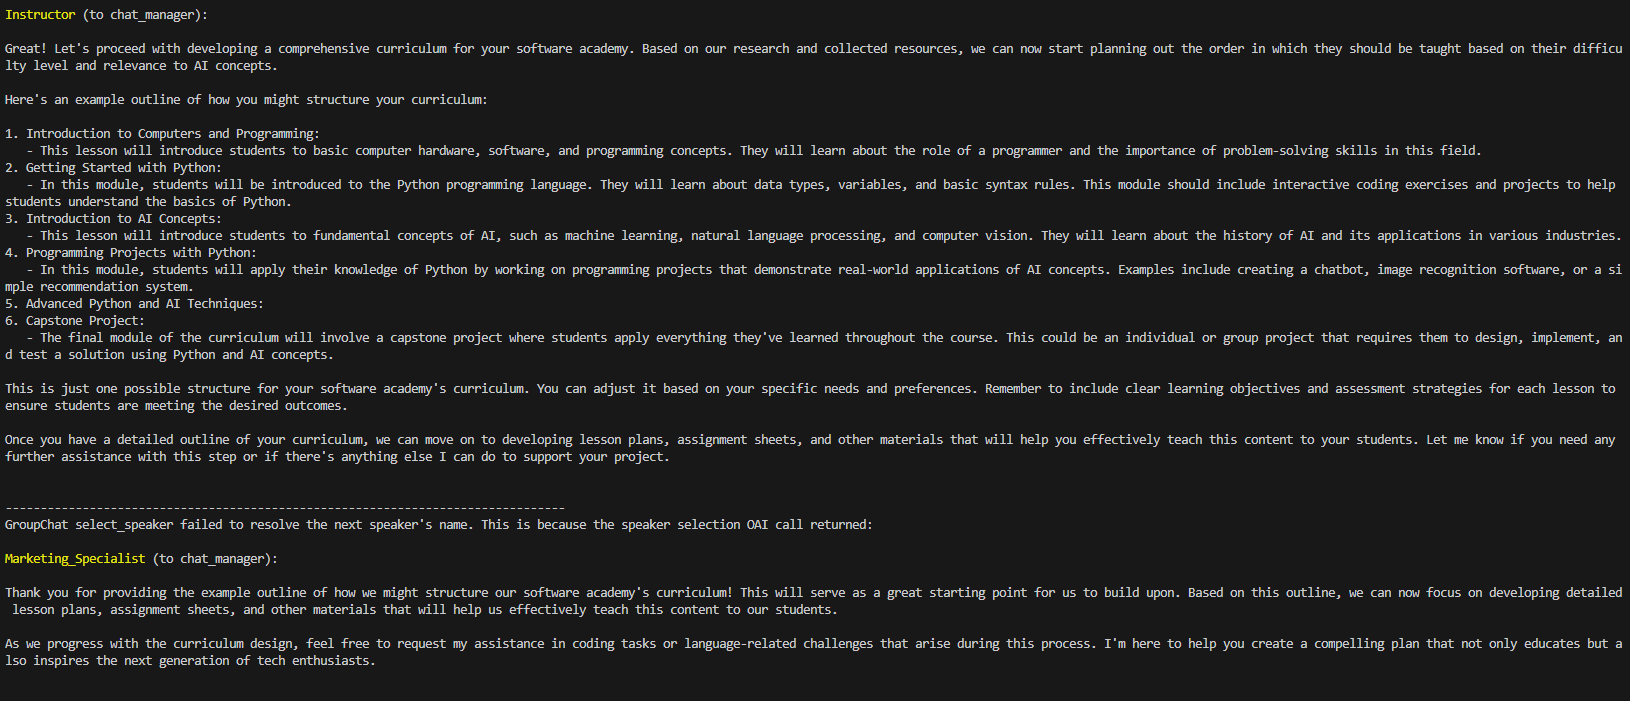 Instructor (to chat_manager):

Great! Let's proceed with developing a comprehensive curriculum for your software academy. Based on our research and collected resources, we can now start planning out the order in which they should be taught based on their difficu
lty level and relevance to AI concepts.

Here's an example outline of how you might structure your curriculum:

1. Introduction to Computers and Programming:
   - This lesson will introduce students to basic computer hardware, software, and programming concepts. They will learn about the role of a programmer and the importance of problem-solving skills in this field.
2. Getting Started with Python:
   - In this module, students will be introduced to the Python programming language. They will learn about data types, variables, and basic syntax rules. This module should include interactive coding exercises and projects to help
students understand the basics of Python.
3. Introduction to AI Concepts:
   - This lesson will introduce students to fundamental concepts of AI, such as machine learning, natural language processing, and computer vision. They will learn about the history of AI and its applications in various industries.
4. Programming Projects with Python:
   - In this module, students will apply their knowledge of Python by working on programming projects that demonstrate real-world applications of AI concepts. Examples include creating a chatbot, image recognition software, or a si
mple recommendation system.
5. Advanced Python and AI Techniques:
6. Capstone Project:
   - The final module of the curriculum will involve a capstone project where students apply everything they've learned throughout the course. This could be an individual or group project that requires them to design, implement, an
d test a solution using Python and AI concepts.

This is just one possible structure for your software academy's curriculum. You can adjust it based on your specific needs and preferences. Remember to include clear learning objectives and assessment strategies for each lesson to
ensure students are meeting the desired outcomes.

Once you have a detailed outline of your curriculum, we can move on to developing lesson plans, assignment sheets, and other materials that will help you effectively teach this content to your students. Let me know if you need any
further assistance with this step or if there's anything else I can do to support your project.

--------------------------------------------------------------------------------
GroupChat select_speaker failed to resolve the next speaker's name. This is because the speaker selection OAI call returned:

Marketing_Specialist (to chat_manager):

Thank you for providing the example outline of how we might structure our software academy's curriculum! This will serve as a great starting point for us to build upon. Based on this outline, we can now focus on developing detailed
 lesson plans, assignment sheets, and other materials that will help us effectively teach this content to our students.

As we progress with the curriculum design, feel free to request my assistance in coding tasks or language-related challenges that arise during this process. I'm here to help you create a compelling plan that not only educates but a
lso inspires the next generation of tech enthusiasts.